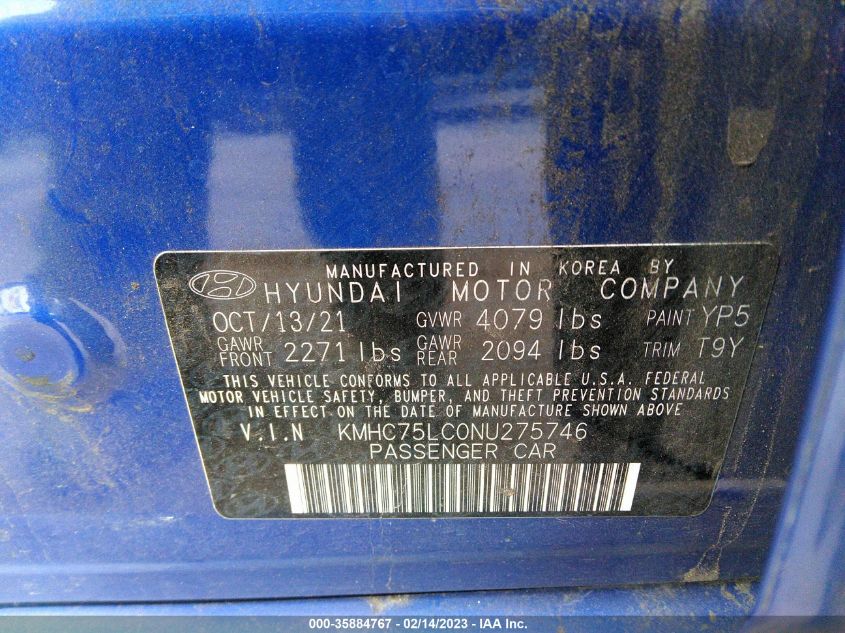 MANUFACTURED IN KOREA BY
HYUNDAI MOTOR COMPANY
OCT/13/21 GVWR 4079 lbs PAINT YP5
GAWR FRONT 2271 lbs GAWR REAR 2094 lbs TRIM T9Y
THIS VEHICLE CONFORMS TO ALL APPLICABLE U.S.A. FEDERAL
MOTOR VEHICLE SAFETY, BUMPER, AND THEFT PREVENTION STANDARDS
IN EFFECT ON THE DATE OF MANUFACTURE SHOWN ABOVE
V.I.N KMHC75LC0NU275746
PASSENGER CAR
000-35884767 - 02/14/2023 - IAA Inc.